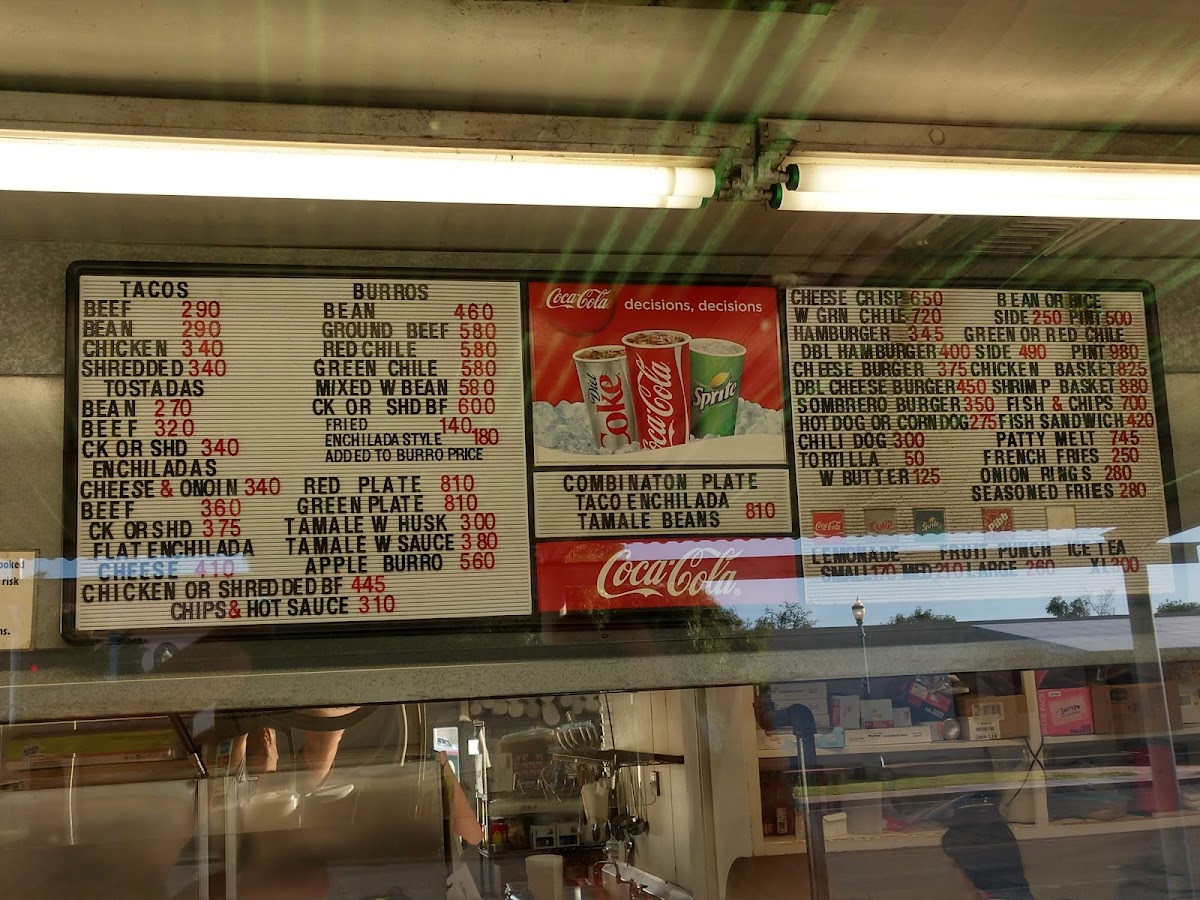 TACOS
BEEF 290
BEAN 290
CHICKEN 340
SHREDDED 340
TOSTADAS
BEAN 270
BEEF 320
CK OR SHD 340
ENCHILADAS
CHEESE & ONOIN 340
BEEF 360
CK OR SHD 375
FLAT ENCHILADA
CHEESE 410
CHICKEN OR SHREDDED BF 445
CHIPS & HOT SAUCE 310
BURROS
BEAN 460
GROUND BEEF 580
RED CHILE 580
GREEN CHILE 580
MIXED W BEAN 580
CK OR SHD BF 600
FRIED 140
ENCHILADA STYLE 180
ADDED TO BURRO PRICE
RED PLATE 810
GREEN PLATE 810
TAMALE W HUSK 300
TAMALE W SAUCE 380
APPLE BURRO 560
Coca-Cola decisions, decisions
Diet Coke
Coca-Cola
Sprite
COMBINATON PLATE
TACO ENCHILADA
TAMALE BEANS 810
Coca-Cola
CHEESE CRISP 650
W GRN CHILE 720
HAMBURGER 345
DBL HAMBURGER 400
CHEESE BURGER 375
DBL CHEESE BURGER 450
SOMBRERO BURGER 350
HOT DOG OR CORN DOG 275
CHILI DOG 300
TORTILLA 50
W BUTTER 125
BEAN OR RICE
SIDE 250 PINT 500
GREEN OR RED CHILE
SIDE 490 PINT 980
CHICKEN BASKET 825
SHRIMP BASKET 880
FISH & CHIPS 700
FISH SANDWICH 420
PATTY MELT 745
FRENCH FRIES 250
ONION RINGS 280
SEASONED FRIES 280
Coca-Cola Coke Sprite Pibb
LEMONADE FRUIT PUNCH ICE TEA
SMALL 170 MED 210 LARGE 260 XL 300
ooked
risk
ns.